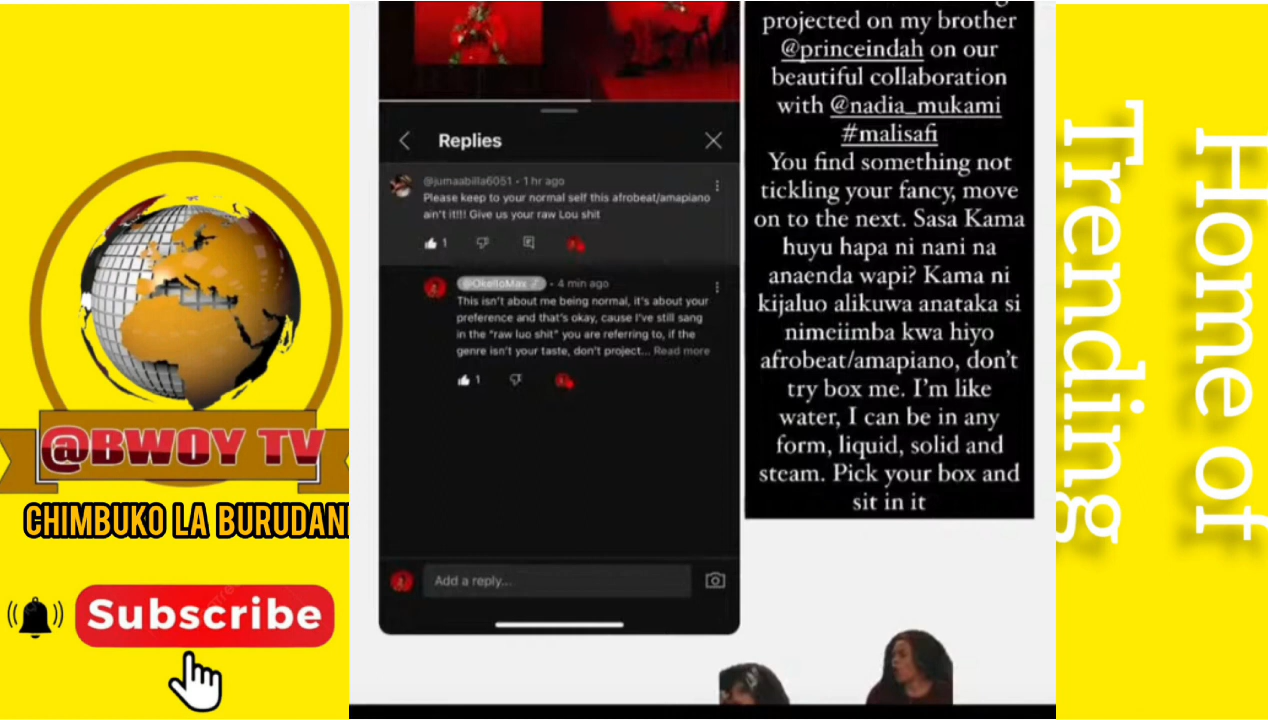 @BWOY TV
CHIMBUKO LA BURUDANI
Subscribe
Replies
@jumaabilla6051 • 1 hr ago
Please keep to your normal self this afrobeat/amapiano
ain't it!!! Give us your raw Lou shit
1
@OkelloMax • 4 min ago
This isn't about me being normal, it's about your
preference and that's okay, cause I've still sang
in the "raw luo shit" you are referring to, if the
genre isn't your taste, don't project... Read more
1
Add a reply...
projected on my brother
@princeindah on our
beautiful collaboration
with @nadia_mukami
#malisafi
You find something not
tickling your fancy, move
on to the next. Sasa Kama
huyu hapa ni nani na
anaenda wapi? Kama ni
kijaluo alikuwa anataka si
nimeiimba kwa hiyo
afrobeat/amapiano, don't
try box me. I'm like
water, I can be in any
form, liquid, solid and
steam. Pick your box and
sit in it
Home of
Trending